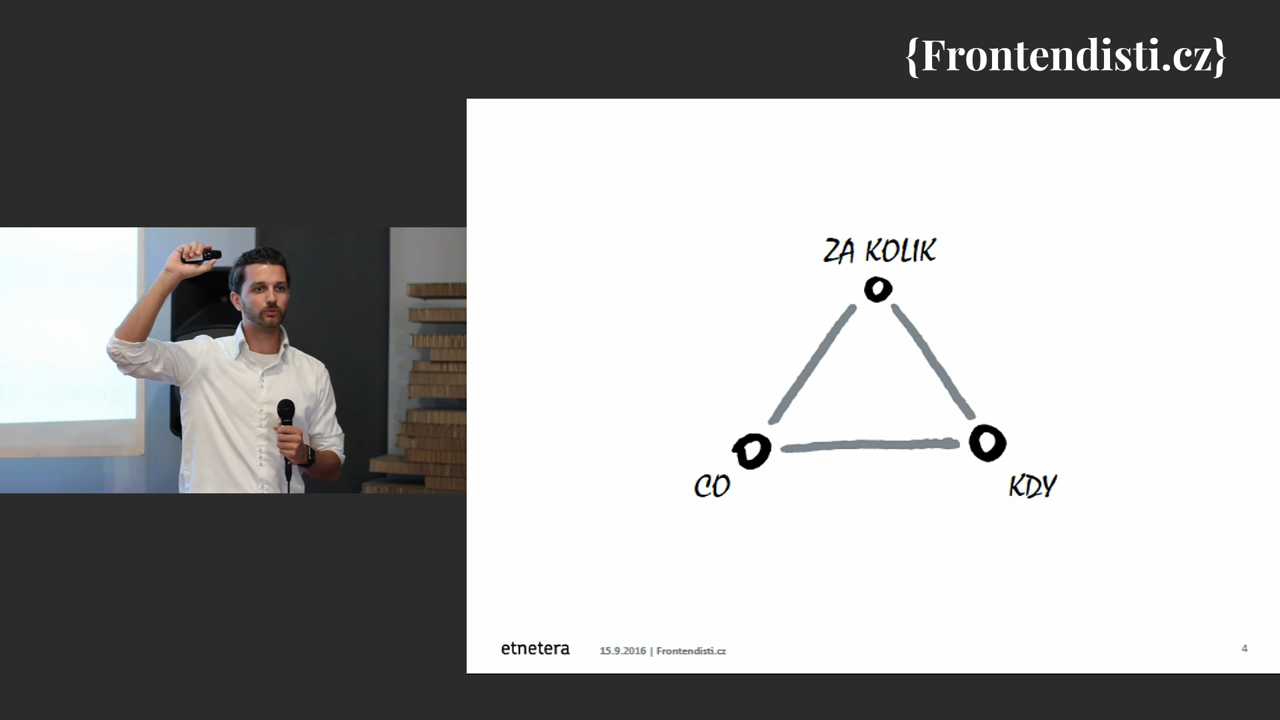 {Frontendisti.cz}
ZA KOLIK
CO
KDY
etnetera
15.9.2016 | Frontendisti.cz
4